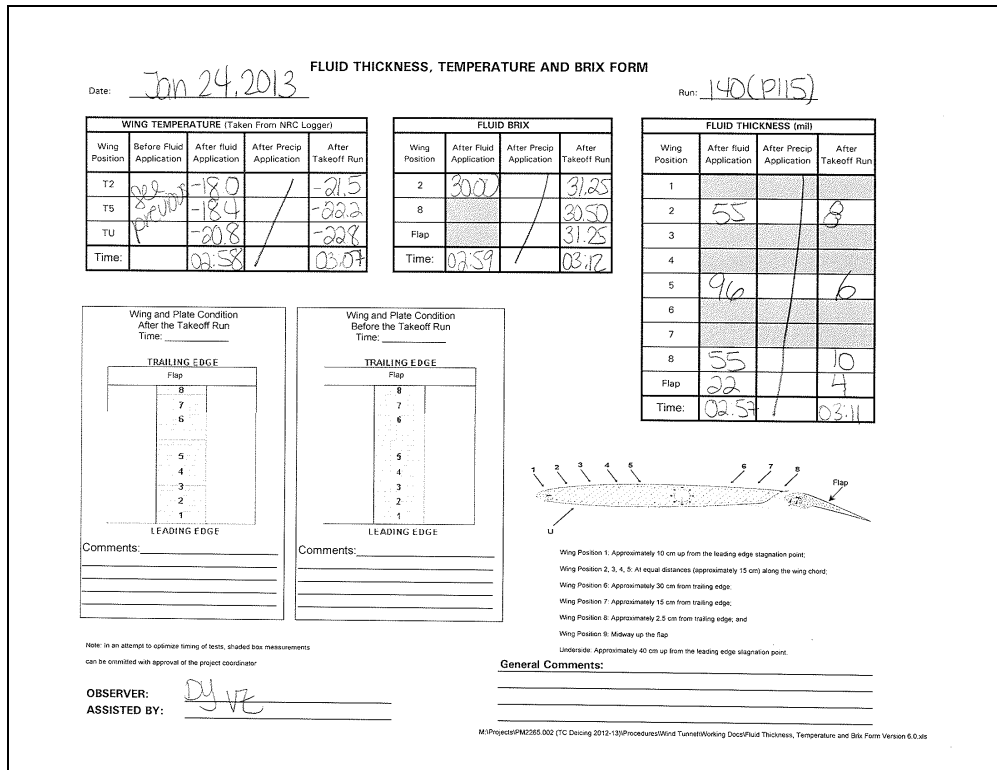 FLUID THICKNESS, TEMPERATURE AND BRIX FORM
Date: Jan 24, 2013
Run: 140 (P115)
WING TEMPERATURE (Taken From NRC Logger)
Wing Position Before Fluid Application After fluid Application After Precip Application After Takeoff Run
T2 see previous -18.0 -21.5
T5 -18.4 -22.2
TU -20.8 -22.8
Time: 02:58 03:07
FLUID BRIX
Wing Position After Fluid Application After Precip Application After Takeoff Run
2 30.00 31.25
8 30.50
Flap 31.25
Time: 02:59 03:12
FLUID THICKNESS (mil)
Wing Position After fluid Application After Precip Application After Takeoff Run
1
2 55 8
3
4
5 96 6
6
7
8 55 10
Flap 22 4
Time: 02:57 03:11
Wing and Plate Condition
After the Takeoff Run
Time:
TRAILING EDGE
Flap
8
7
6
5
4
3
2
1
LEADING EDGE
Comments:
Wing and Plate Condition
Before the Takeoff Run
Time:
TRAILING EDGE
Flap
8
7
6
5
4
3
2
1
LEADING EDGE
Comments:
1 2 3 4 5 6 7 8
Flap
U
Wing Position 1: Approximately 10 cm up from the leading edge stagnation point;
Wing Position 2, 3, 4, 5: At equal distances (approximately 15 cm) along the wing chord;
Wing Position 6: Approximately 30 cm from trailing edge;
Wing Position 7: Approximately 15 cm from trailing edge;
Wing Position 8: Approximately 2.5 cm from trailing edge; and
Wing Position 9: Midway up the flap
Underside: Approximately 40 cm up from the leading edge stagnation point.
Note: In an attempt to optimize timing of tests, shaded box measurements
can be ommitted with approval of the project coordinator
General Comments:
OBSERVER: DY
ASSISTED BY: VZ
M:\Projects\PM2265.002 (TC Deicing 2012-13)\Procedures\Wind Tunnel\Working Docs\Fluid Thickness, Temperature and Brix Form Version 6.0.xls